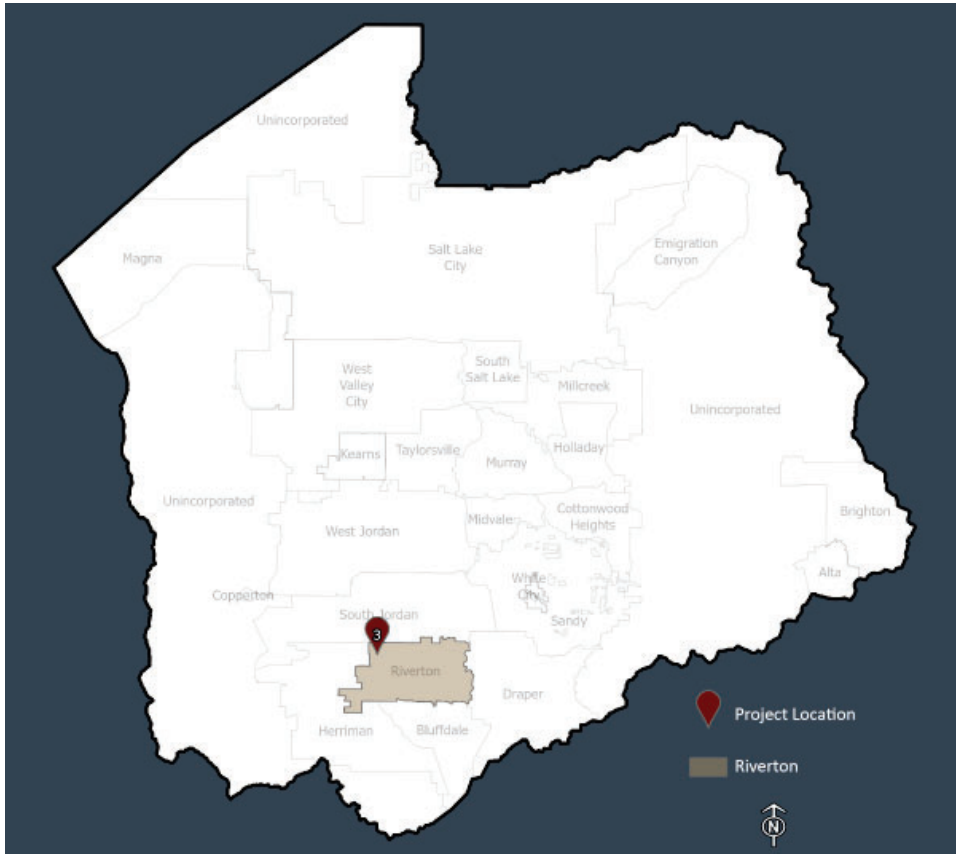 Unincorporated
Magna
Salt Lake
City
Emigration
Canyon
West
Valley
City
South
Salt Lake
Millcreek
Unincorporated
Kearns
Taylorsville
Murray
Holladay
Unincorporated
West Jordan
Midvale
Cottonwood
Heights
Brighton
Copperton
South Jordan
White
City
Sandy
Alta
3
Riverton
Draper
Herriman
Bluffdale
Project Location
Riverton
N